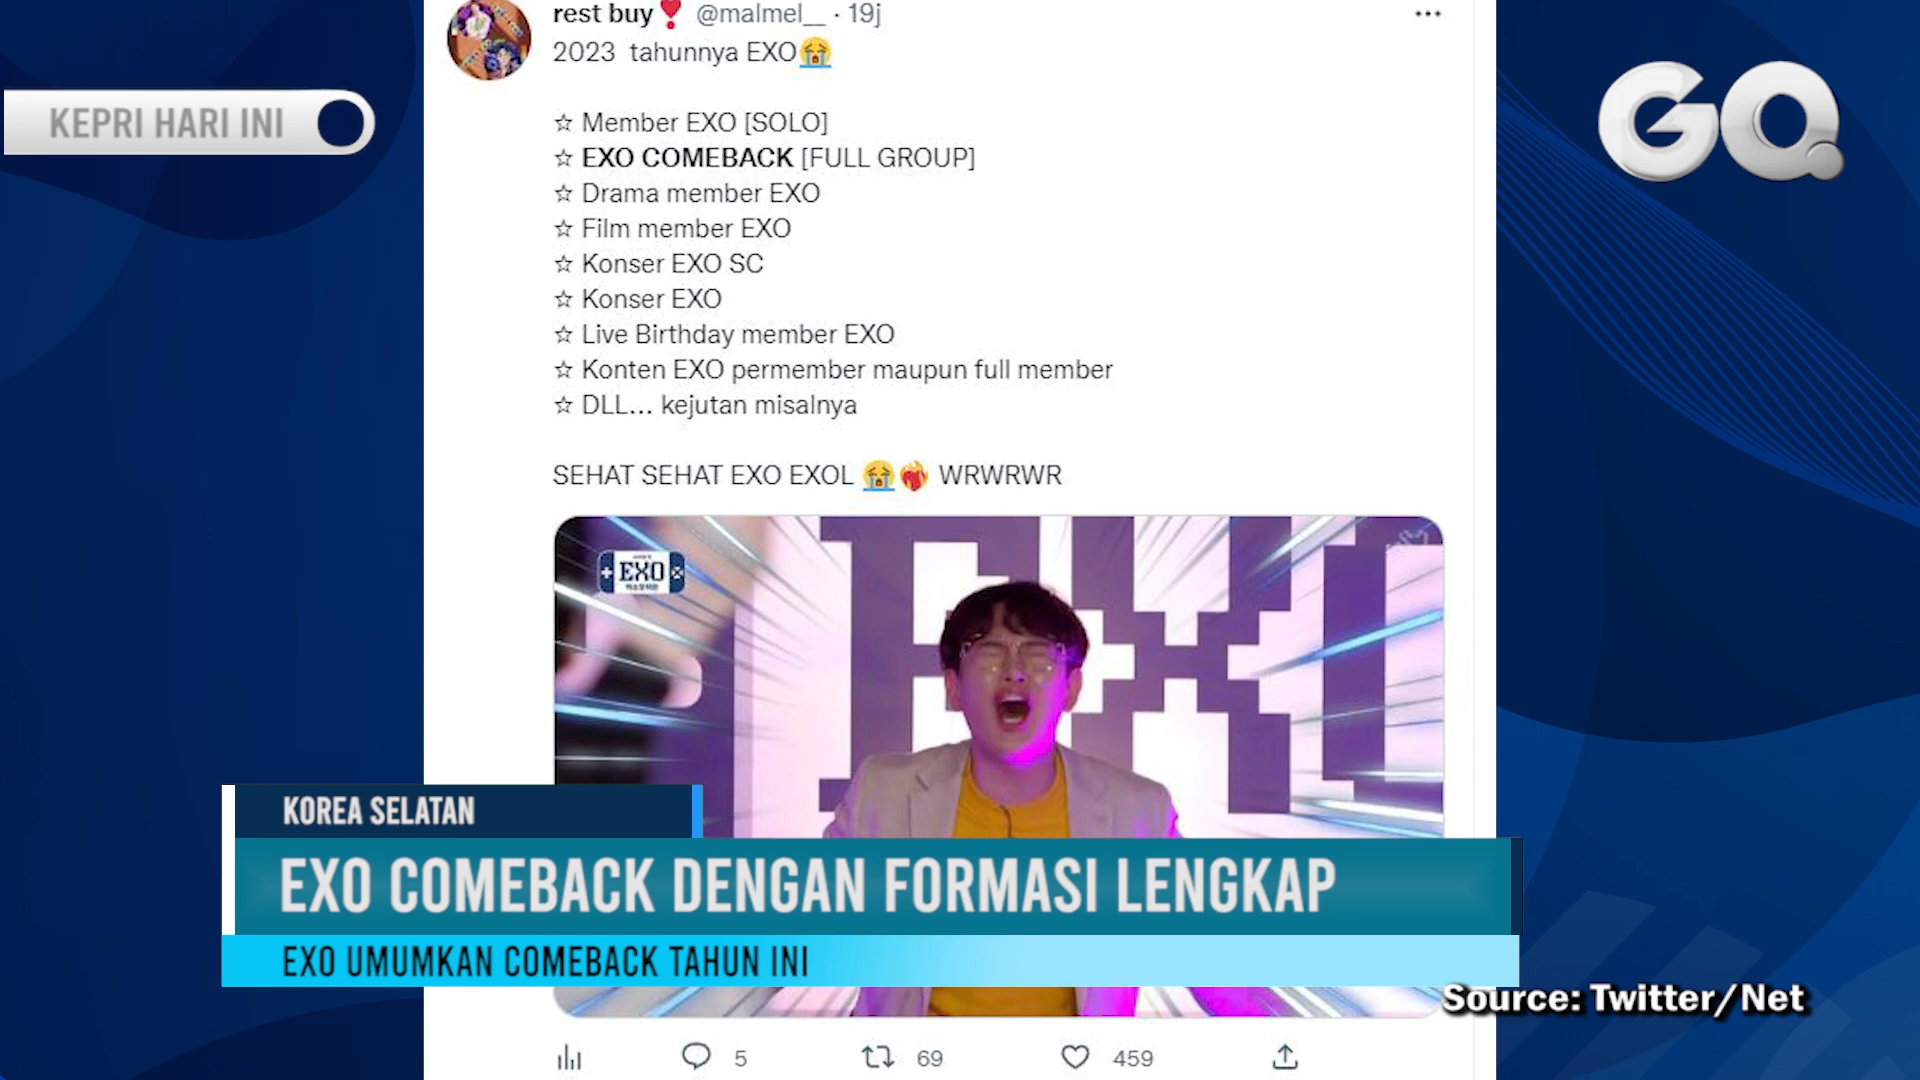 rest buy❣ @malmel__ · 19j
2023 tahunnya EXO😭
☆ Member EXO [SOLO]
☆ EXO COMEBACK [FULL GROUP]
☆ Drama member EXO
☆ Film member EXO
☆ Konser EXO SC
☆ Konser EXO
☆ Live Birthday member EXO
☆ Konten EXO permember maupun full member
☆ DLL... kejutan misalnya
SEHAT SEHAT EXO EXOL 😭❤️‍🔥 WRWRWR
KEPRI HARI INI
GQ
EXO
EXO
KOREA SELATAN
EXO COMEBACK DENGAN FORMASI LENGKAP
EXO UMUMKAN COMEBACK TAHUN INI
Source: Twitter/Net
5 69 459